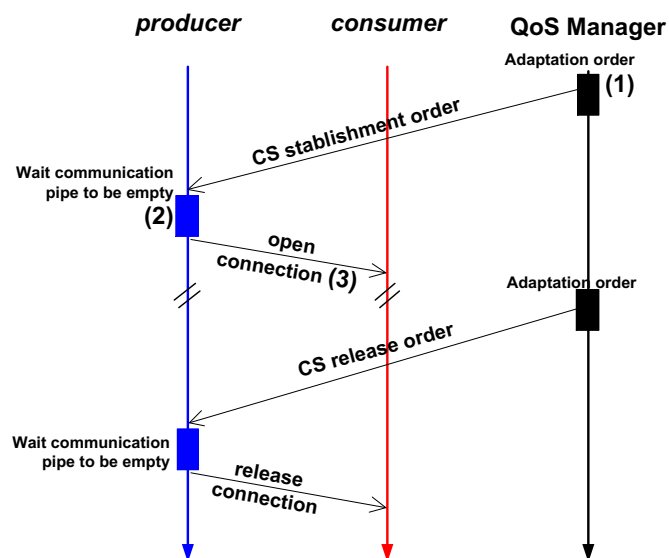 producer
consumer
QoS Manager
Adaptation order
(1)
CS stablishment order
Wait communication
pipe to be empty
(2)
open
connection (3)
Adaptation order
CS release order
Wait communication
pipe to be empty
release
connection